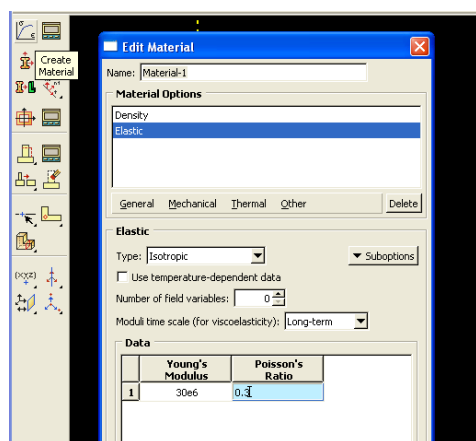 Create
Material
Edit Material
Name: Material-1
Material Options
Density
Elastic
General Mechanical Thermal Other Delete
Elastic
Type: Isotropic Suboptions
Use temperature-dependent data
Number of field variables: 0
Moduli time scale (for viscoelasticity): Long-term
Data
Young's Modulus Poisson's Ratio
1 30e6 0.3